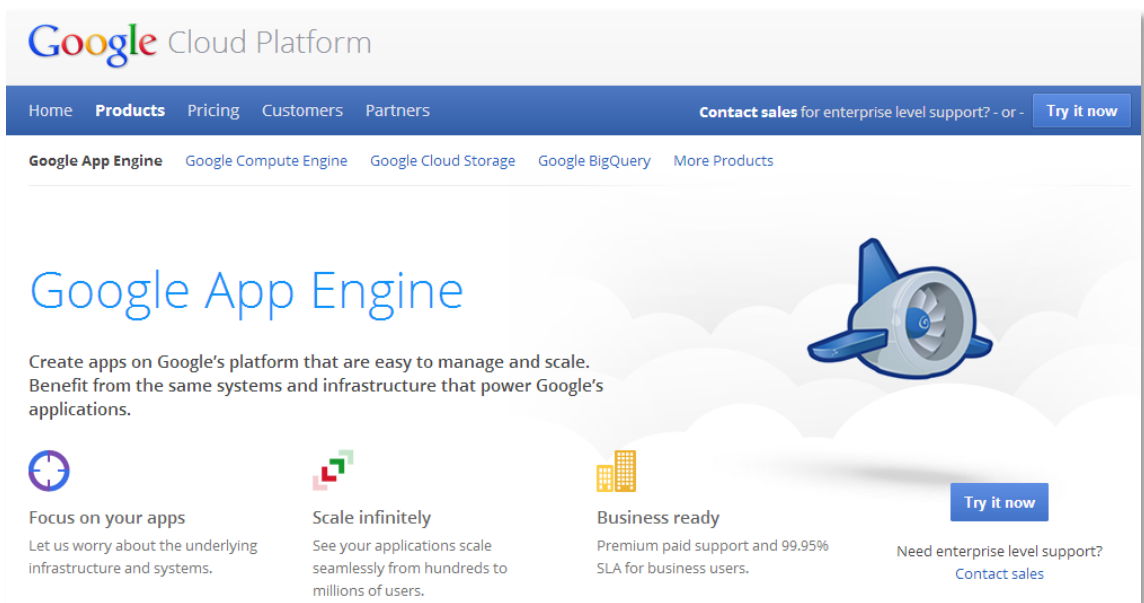 Google Cloud Platform
Home Products Pricing Customers Partners Contact sales for enterprise level support? - or - Try it now
Google App Engine Google Compute Engine Google Cloud Storage Google BigQuery More Products
Google App Engine
Create apps on Google's platform that are easy to manage and scale.
Benefit from the same systems and infrastructure that power Google's
applications.
Focus on your apps
Let us worry about the underlying
infrastructure and systems.
Scale infinitely
See your applications scale
seamlessly from hundreds to
millions of users.
Business ready
Premium paid support and 99.95%
SLA for business users.
Try it now
Need enterprise level support?
Contact sales